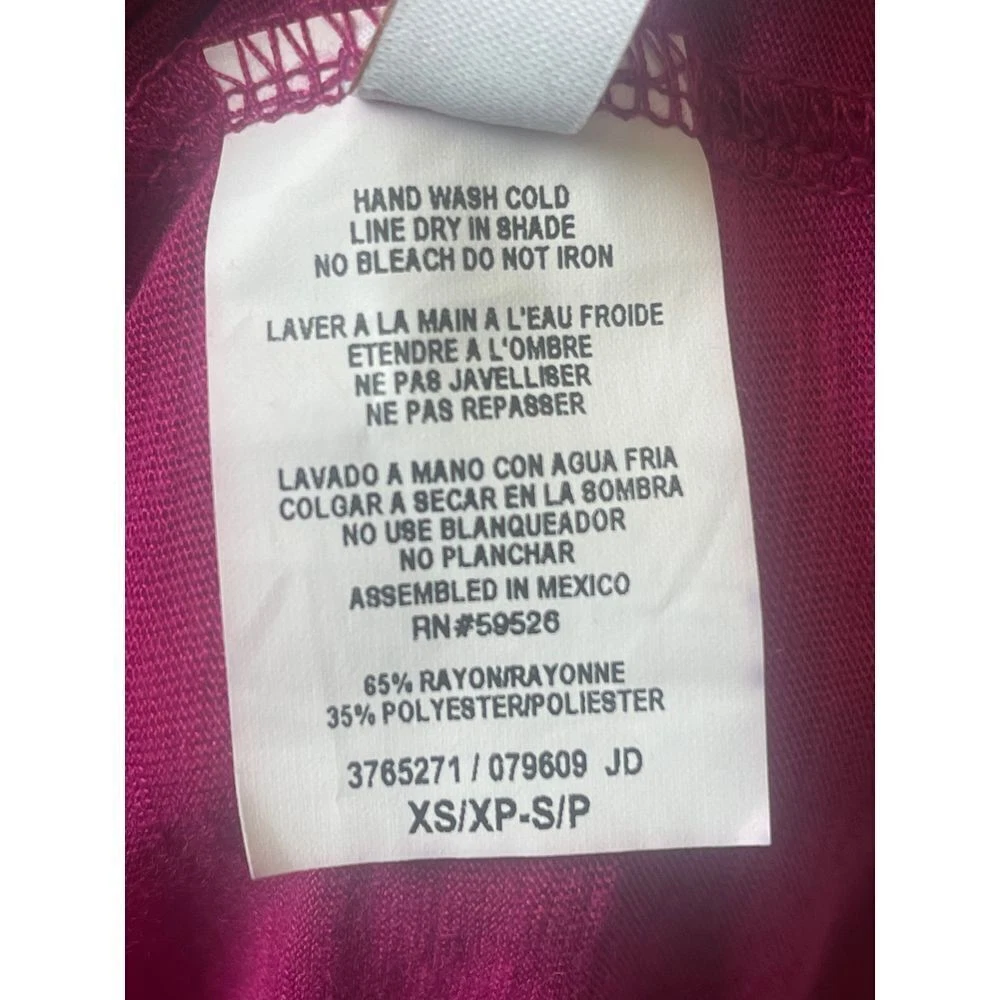 HAND WASH COLD
LINE DRY IN SHADE
NO BLEACH DO NOT IRON
LAVER A LA MAIN A L'EAU FROIDE
ETENDRE A L'OMBRE
NE PAS JAVELLISER
NE PAS REPASSER
LAVADO A MANO CON AGUA FRIA
COLGAR A SECAR EN LA SOMBRA
NO USE BLANQUEADOR
NO PLANCHAR
ASSEMBLED IN MEXICO
RN#59526
65% RAYON/RAYONNE
35% POLYESTER/POLIESTER
3765271 / 079609 JD
XS/XP-S/P